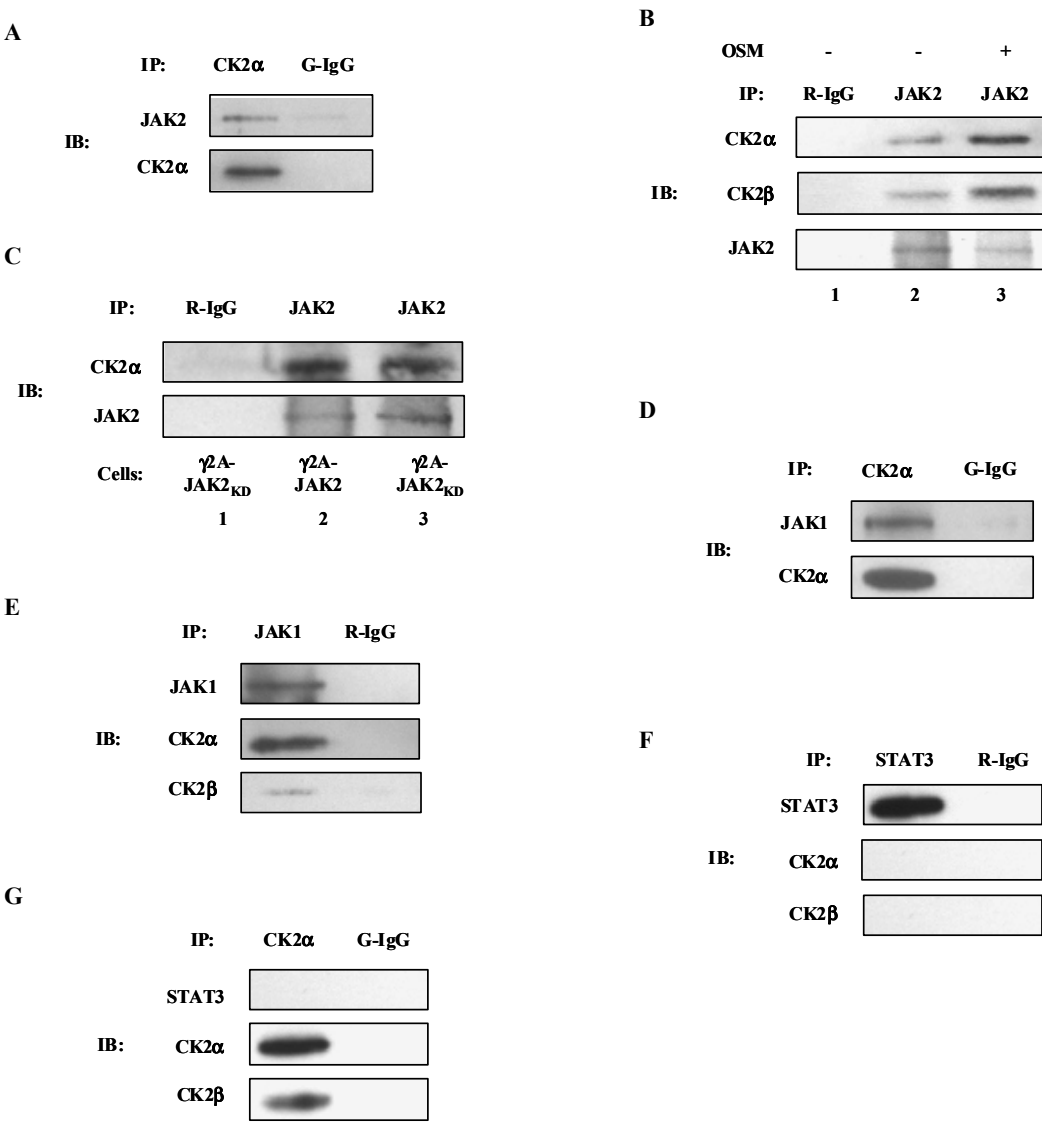 A
IP: CK2α G-IgG
JAK2
IB:
CK2α
B
OSM - - +
IP: R-IgG JAK2 JAK2
CK2α
IB: CK2β
JAK2
1 2 3
C
IP: R-IgG JAK2 JAK2
CK2α
IB:
JAK2
Cells: γ2A-JAK2KD γ2A-JAK2 γ2A-JAK2KD
1 2 3
D
IP: CK2α G-IgG
JAK1
IB:
CK2α
E
IP: JAK1 R-IgG
JAK1
IB: CK2α
CK2β
F
IP: STAT3 R-IgG
STAT3
IB: CK2α
CK2β
G
IP: CK2α G-IgG
STAT3
IB: CK2α
CK2β